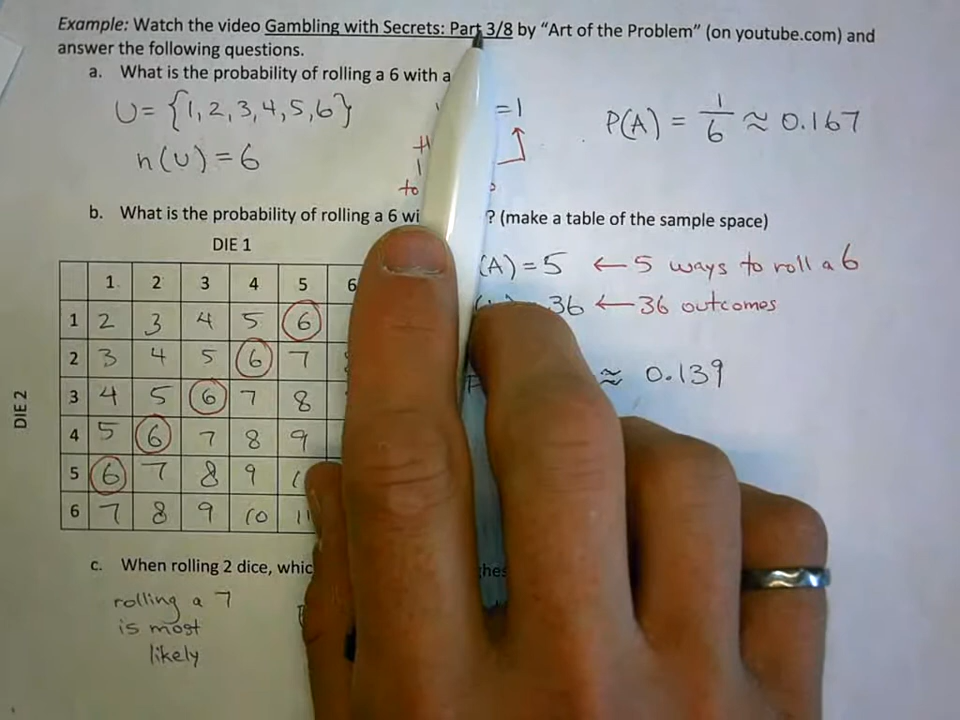 Example: Watch the video Gambling with Secrets: Part 3/8 by “Art of the Problem” (on youtube.com) and
answer the following questions.
a. What is the probability of rolling a 6 with a
U = {1,2,3,4,5,6}
=1
P(A) = 1/6 ≈ 0.167
n(U) = 6
to
b. What is the probability of rolling a 6 wi ? (make a table of the sample space)
DIE 1
(A) = 5 ← 5 ways to roll a 6
1 2 3 4 5 6
36 ← 36 outcomes
1 2 3 4 5 6
2 3 4 5 6 7
≈ 0.139
3 4 5 6 7 8
DIE 2
4 5 6 7 8 9
5 6 7 8 9
6 7 8 9 10 11
c. When rolling 2 dice, whic
rolling a 7
is most
likely